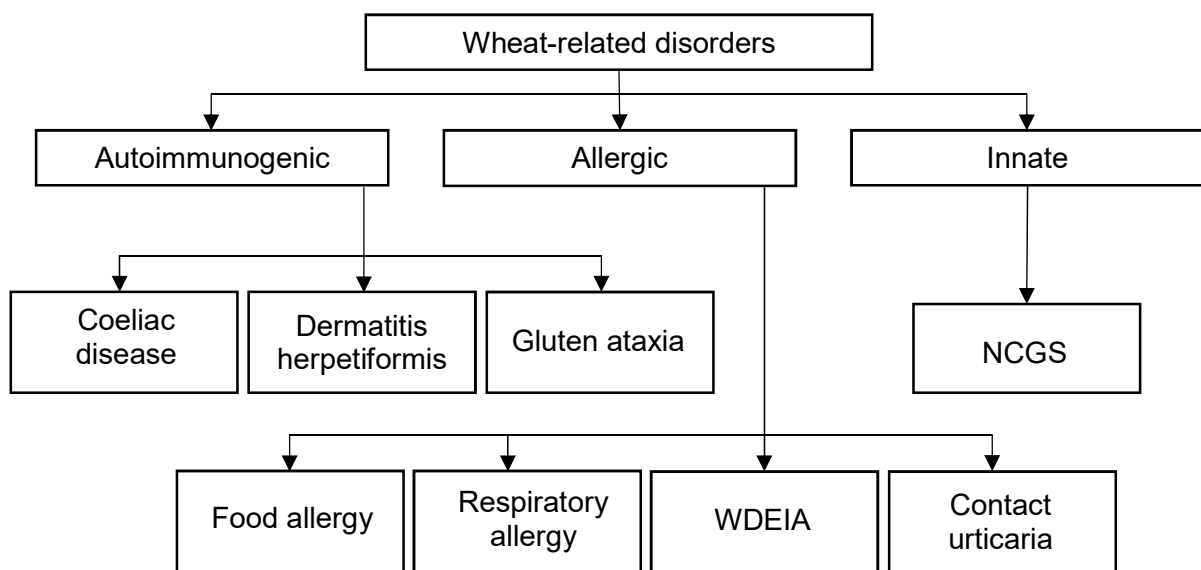 Wheat-related disorders
Autoimmunogenic
Allergic
Innate
Coeliac
disease
Dermatitis
herpetiformis
Gluten ataxia
NCGS
Food allergy
Respiratory
allergy
WDEIA
Contact
urticaria